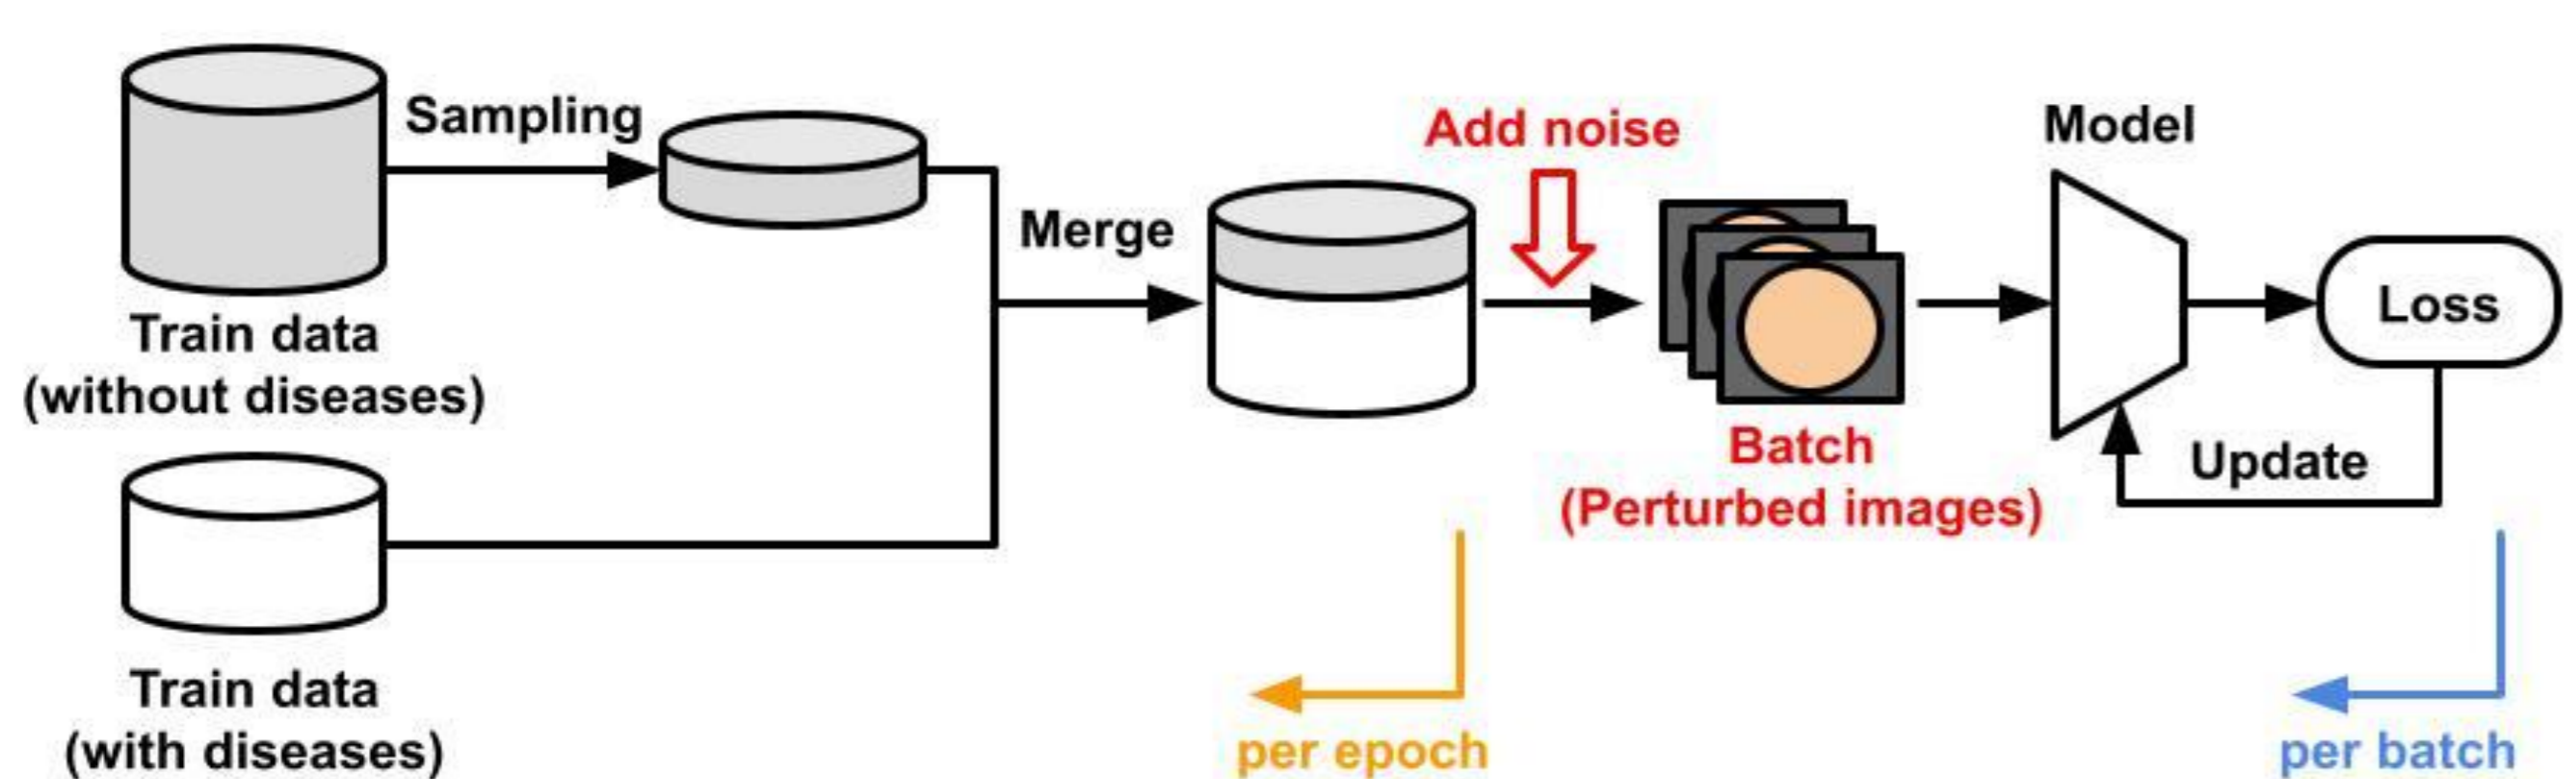 Sampling
Train data
(without diseases)
Train data
(with diseases)
Merge
Add noise
Batch
(Perturbed images)
Model
Loss
Update
per epoch
per batch